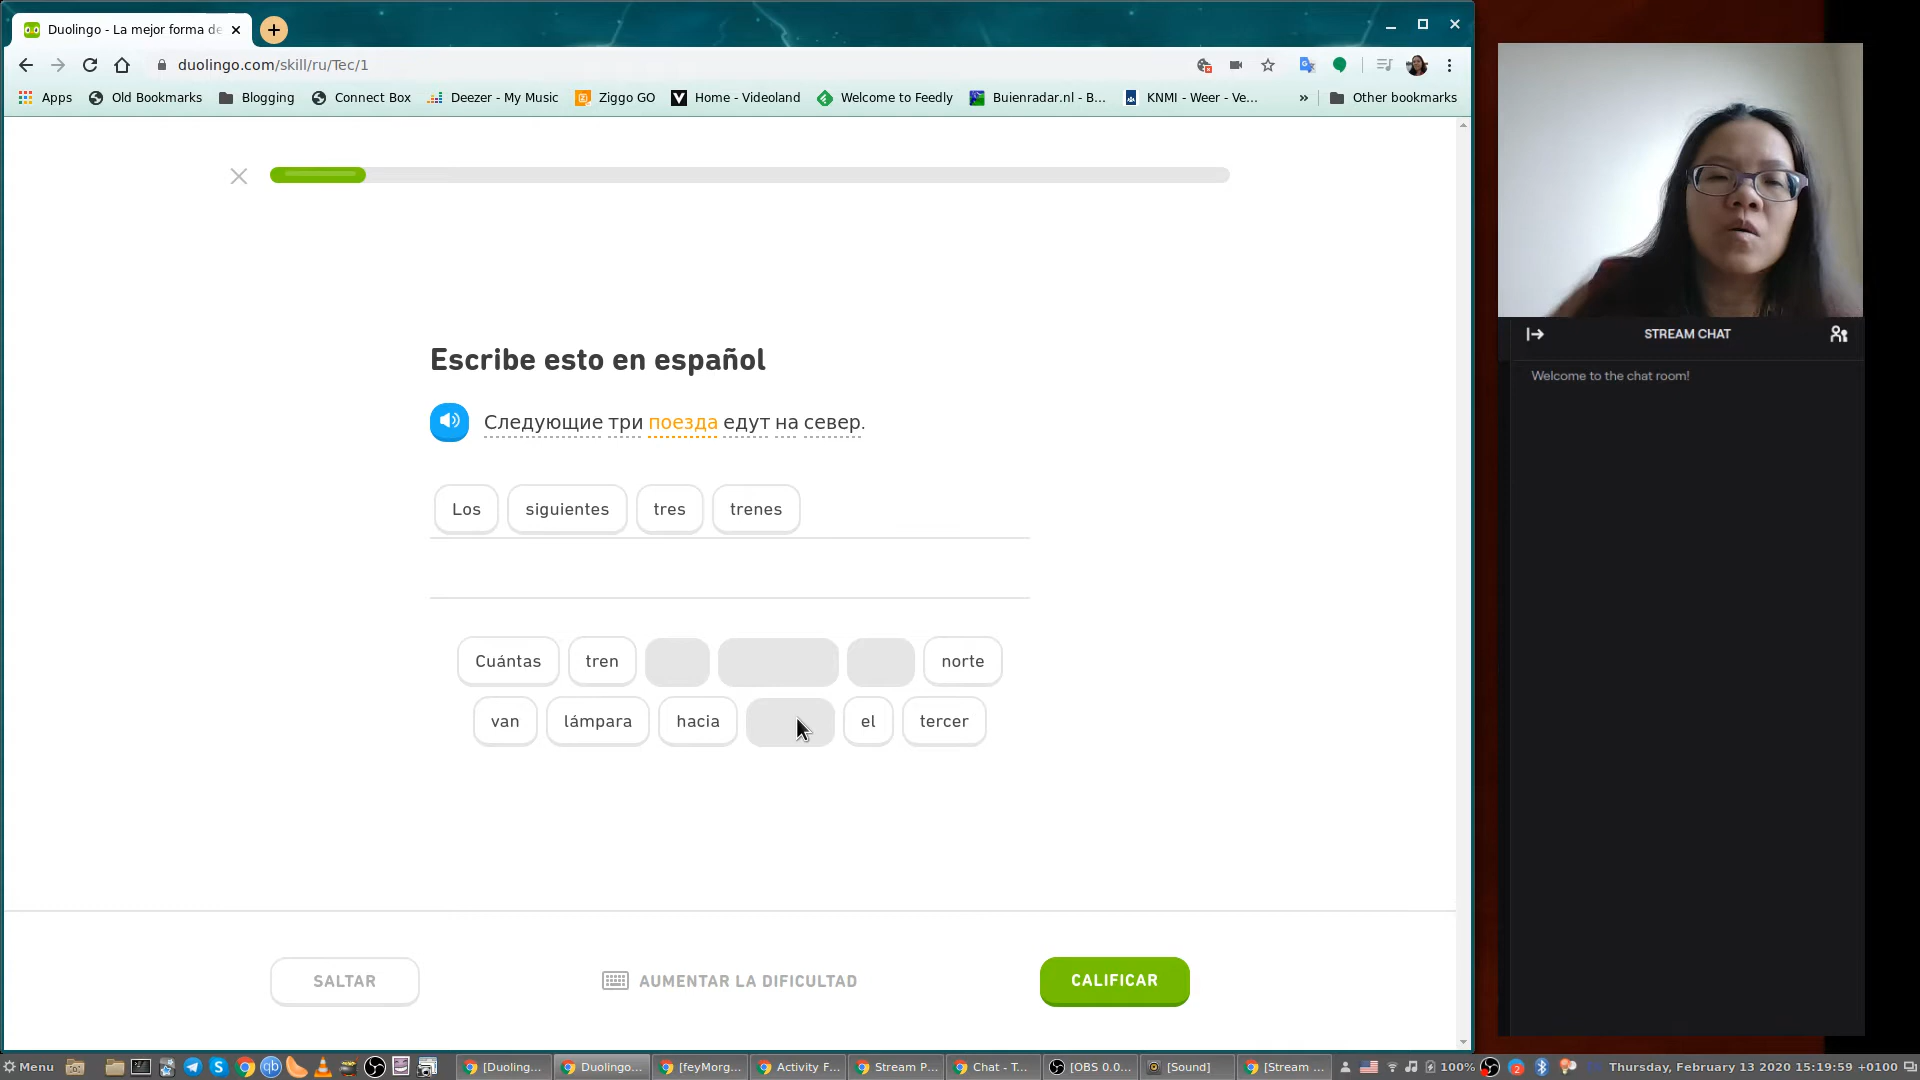 Duolingo - La mejor forma de
duolingo.com/skill/ru/Tec/1
Apps Old Bookmarks Blogging Connect Box Deezer - My Music Ziggo GO Home - Videoland Welcome to Feedly Buienradar.nl - B... KNMI - Weer - Ve... » Other bookmarks
Escribe esto en español
Следующие три поезда едут на север.
Los siguientes tres trenes
Cuántas tren norte
van lámpara hacia el tercer
SALTAR AUMENTAR LA DIFICULTAD CALIFICAR
STREAM CHAT
Welcome to the chat room!
Menu [Duoling... Duolingo... [feyMorg... Activity F... Stream P... Chat - T... [OBS 0.0... [Sound] [Stream ... 100% 2 Thursday, February 13 2020 15:19:59 +0100